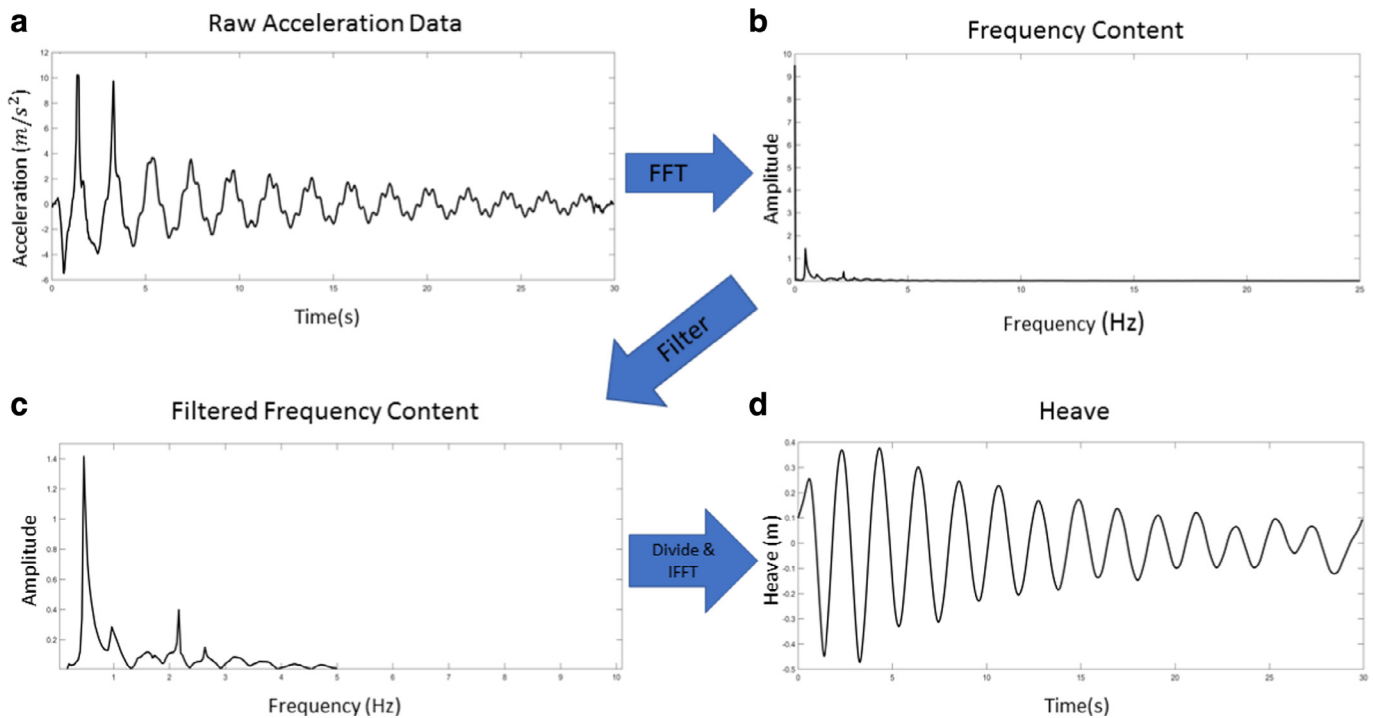 a
Raw Acceleration Data
12
10
8
6
4
2
0
-2
-4
-6
Acceleration (m/s²)
0 5 10 15 20 25 30
Time(s)
FFT
b
Frequency Content
10
9
8
7
6
5
4
3
2
1
0
Amplitude
0 5 10 15 20 25
Frequency (Hz)
Filter
c
Filtered Frequency Content
1.4
1.2
1
0.8
0.6
0.4
0.2
Amplitude
1 2 3 4 5 6 7 8 9 10
Frequency (Hz)
Divide &
IFFT
d
Heave
0.4
0.3
0.2
0.1
0
-0.1
-0.2
-0.3
-0.4
-0.5
Heave (m)
0 5 10 15 20 25 30
Time(s)